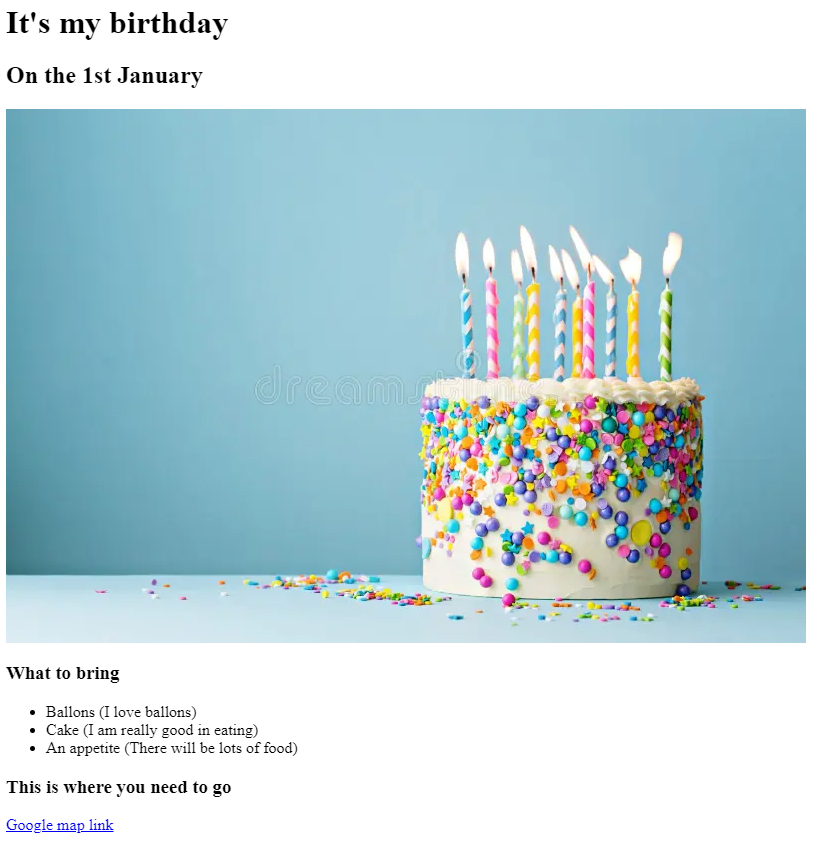 It's my birthday
On the 1st January
dreamstime
What to bring
Ballons (I love ballons)
Cake (I am really good in eating)
An appetite (There will be lots of food)
This is where you need to go
Google map link